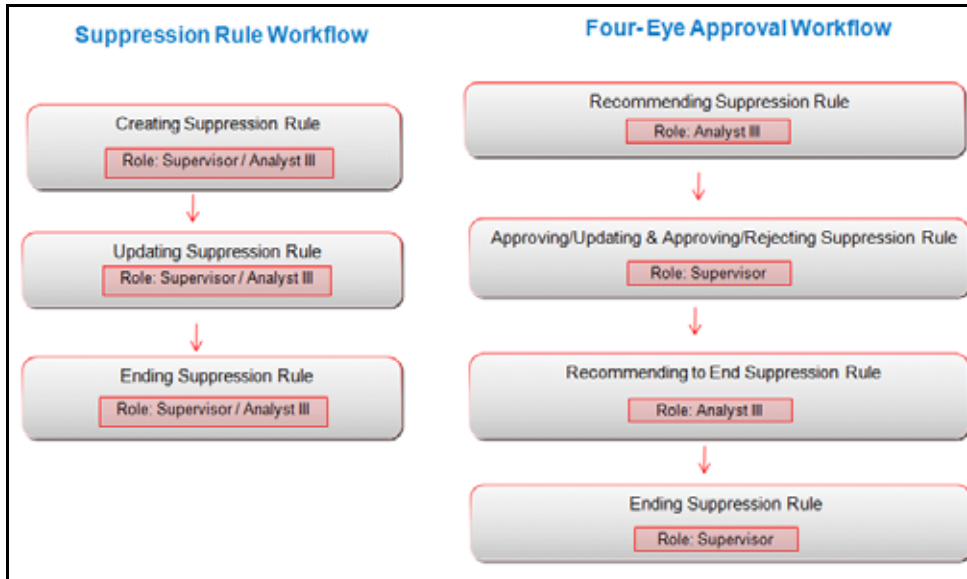 Suppression Rule Workflow
Creating Suppression Rule
Role: Supervisor / Analyst III
Updating Suppression Rule
Role: Supervisor / Analyst III
Ending Suppression Rule
Role: Supervisor / Analyst III
Four-Eye Approval Workflow
Recommending Suppression Rule
Role: Analyst III
Approving/Updating & Approving/Rejecting Suppression Rule
Role: Supervisor
Recommending to End Suppression Rule
Role: Analyst III
Ending Suppression Rule
Role: Supervisor